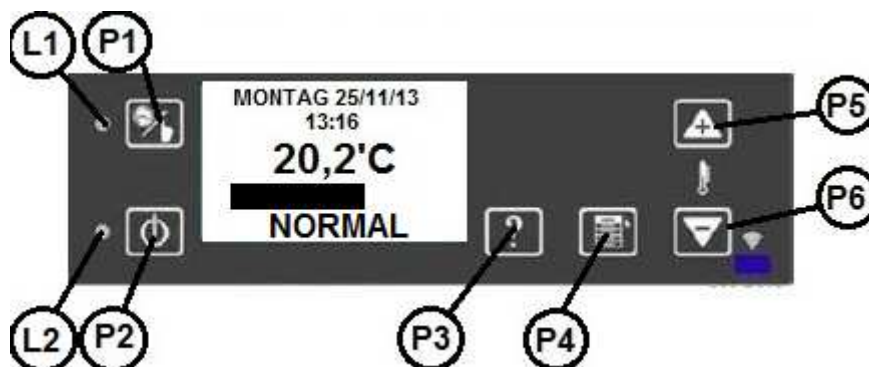 L1 P1
MONTAG 25/11/13
13:16
20,2'C
NORMAL
?
+
-
P5
P6
L2 P2 P3 P4